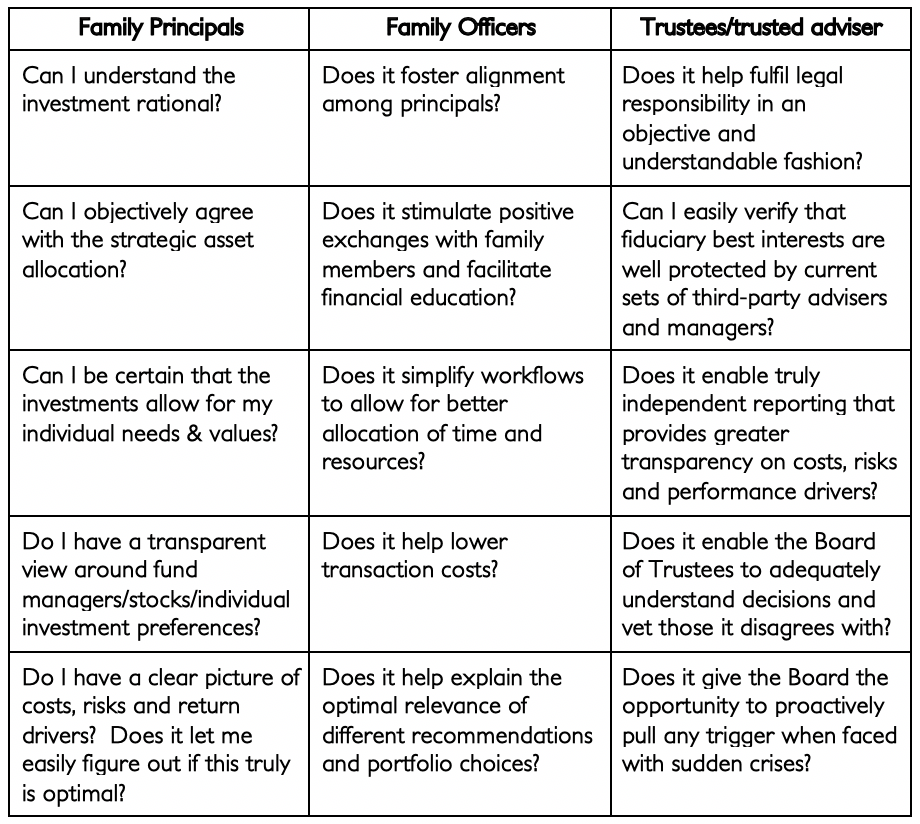 Family Principals
Family Officers
Trustees/trusted adviser
Can I understand the
investment rational?
Does it foster alignment
among principals?
Does it help fulfil legal
responsibility in an
objective and
understandable fashion?
Can I objectively agree
with the strategic asset
allocation?
Does it stimulate positive
exchanges with family
members and facilitate
financial education?
Can I easily verify that
fiduciary best interests are
well protected by current
sets of third-party advisers
and managers?
Can I be certain that the
investments allow for my
individual needs & values?
Does it simplify workflows
to allow for better
allocation of time and
resources?
Does it enable truly
independent reporting that
provides greater
transparency on costs, risks
and performance drivers?
Do I have a transparent
view around fund
managers/stocks/individual
investment preferences?
Does it help lower
transaction costs?
Does it enable the Board
of Trustees to adequately
understand decisions and
vet those it disagrees with?
Do I have a clear picture of
costs, risks and return
drivers?  Does it let me
easily figure out if this truly
is optimal?
Does it help explain the
optimal relevance of
different recommendations
and portfolio choices?
Does it give the Board the
opportunity to proactively
pull any trigger when faced
with sudden crises?